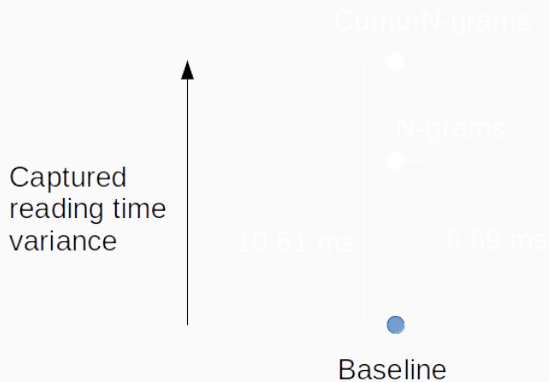 Cumu-N-grams
N-grams
Captured
reading time
variance
10.61 ms
6.69 ms
Baseline